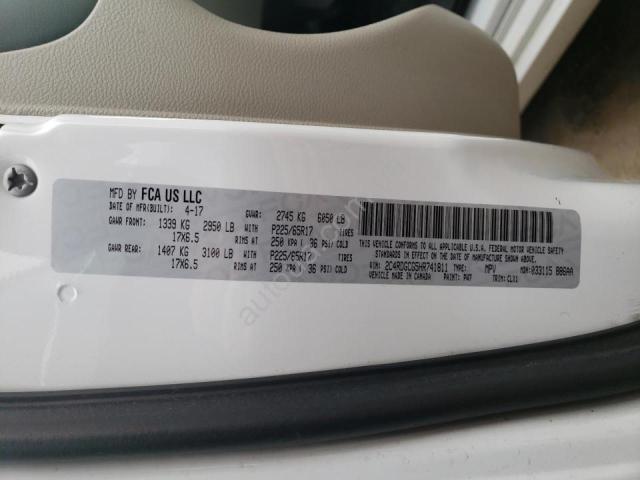 MFD BY FCA US LLC
DATE OF MFR(BUILT): 4-17 GVWR: 2745 KG 6050 LB
GAWR FRONT: 1339 KG 2950 LB WITH P225/65R17 TIRES
17X6.5 RIMS AT 250 KPA( 36 PSI) COLD
GAWR REAR: 1407 KG 3100 LB WITH P225/65R17 TIRES
17X6.5 RIMS AT 250 KPA( 36 PSI) COLD
THIS VEHICLE CONFORMS TO ALL APPLICABLE U.S.A. FEDERAL MOTOR VEHICLE SAFETY
STANDARDS IN EFFECT ON THE DATE OF MANUFACTURE SHOWN ABOVE.
VIN: 2C4RDGCG5HR741811 TYPE: MPV MDH: 033115 886AA
VEHICLE MADE IN CANADA PAINT: PW7 TRIM: